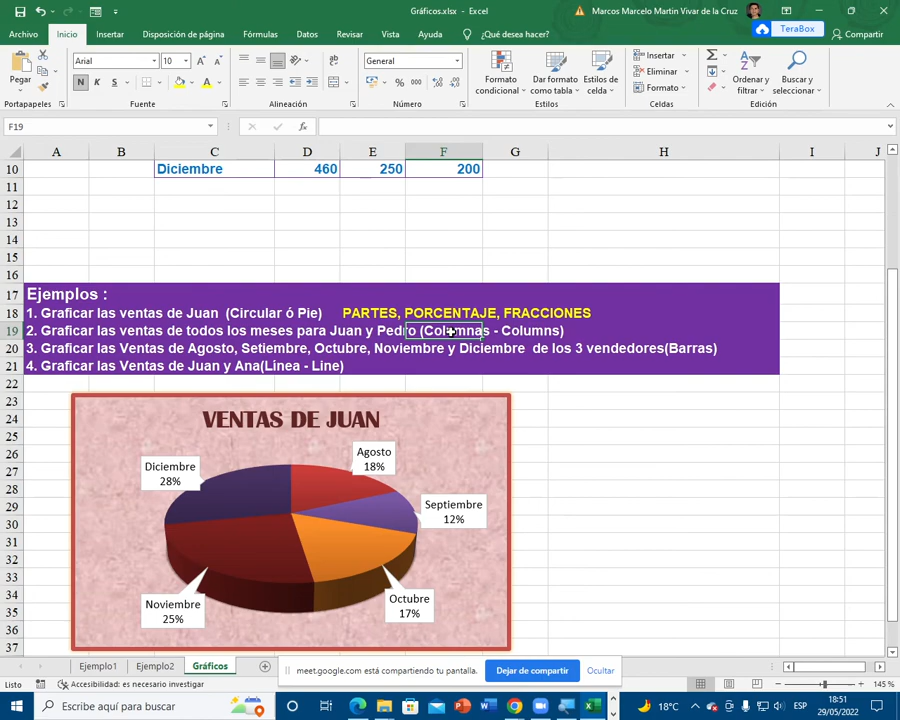 Gráficos.xlsx - Excel
Marcos Marcelo Martin Vivar de la Cruz
TeraBox
Archivo Inicio Insertar Disposición de página Fórmulas Datos Revisar Vista Ayuda ¿Qué desea hacer? Compartir
Pegar
Arial 10
General
N K S
% 000
Formato condicional
Dar formato como tabla
Estilos de celda
Insertar
Eliminar
Formato
Ordenar y filtrar
Buscar y seleccionar
Portapapeles Fuente Alineación Número Estilos Celdas Edición
F19 fx
A B C D E F G H I J
10 Diciembre 460 250 200
11
12
13
14
15
16
17 Ejemplos :
18 1. Graficar las ventas de Juan (Circular ó Pie) PARTES, PORCENTAJE, FRACCIONES
19 2. Graficar las ventas de todos los meses para Juan y Pedro (Columnas - Columns)
20 3. Graficar las Ventas de Agosto, Setiembre, Octubre, Noviembre y Diciembre de los 3 vendedores(Barras)
21 4. Graficar las Ventas de Juan y Ana(Línea - Line)
22
23
24
25
26
27
28
29
30
31
32
33
34
35
36
37
VENTAS DE JUAN
Agosto
18%
Diciembre
28%
Septiembre
12%
Octubre
17%
Noviembre
25%
Ejemplo1 Ejemplo2 Gráficos
meet.google.com está compartiendo tu pantalla. Dejar de compartir Ocultar
Listo Accesibilidad: es necesario investigar 145 %
Escribe aquí para buscar
18°C ESP 18:51
29/05/2022